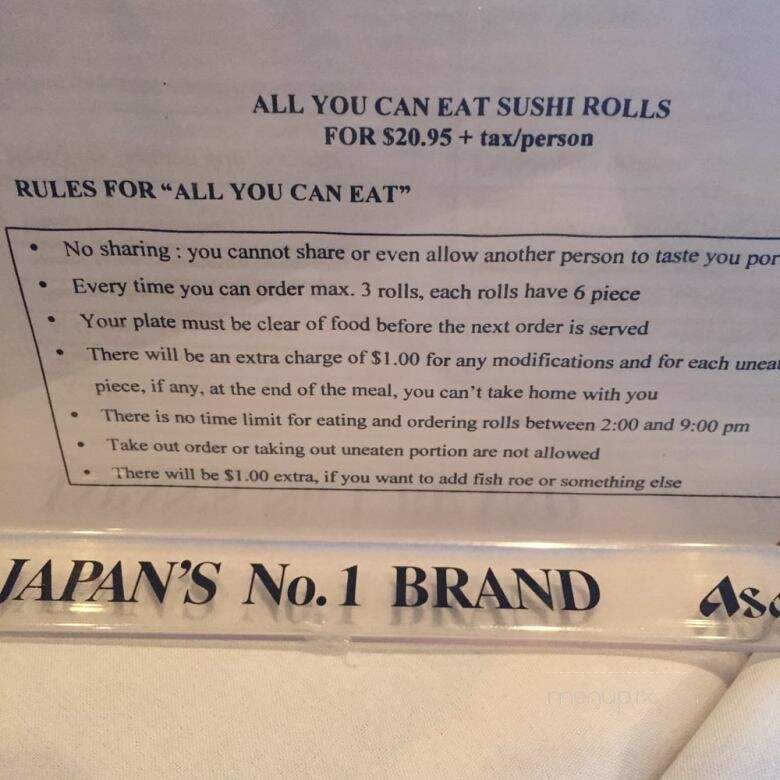 ALL YOU CAN EAT SUSHI ROLLS
FOR $20.95 + tax/person
RULES FOR “ALL YOU CAN EAT”
• No sharing : you cannot share or even allow another person to taste you por
• Every time you can order max. 3 rolls, each rolls have 6 piece
• Your plate must be clear of food before the next order is served
• There will be an extra charge of $1.00 for any modifications and for each uneat
piece, if any, at the end of the meal, you can’t take home with you
• There is no time limit for eating and ordering rolls between 2:00 and 9:00 pm
• Take out order or taking out uneaten portion are not allowed
• There will be $1.00 extra, if you want to add fish roe or something else
JAPAN’S No.1 BRAND Asa
menupix